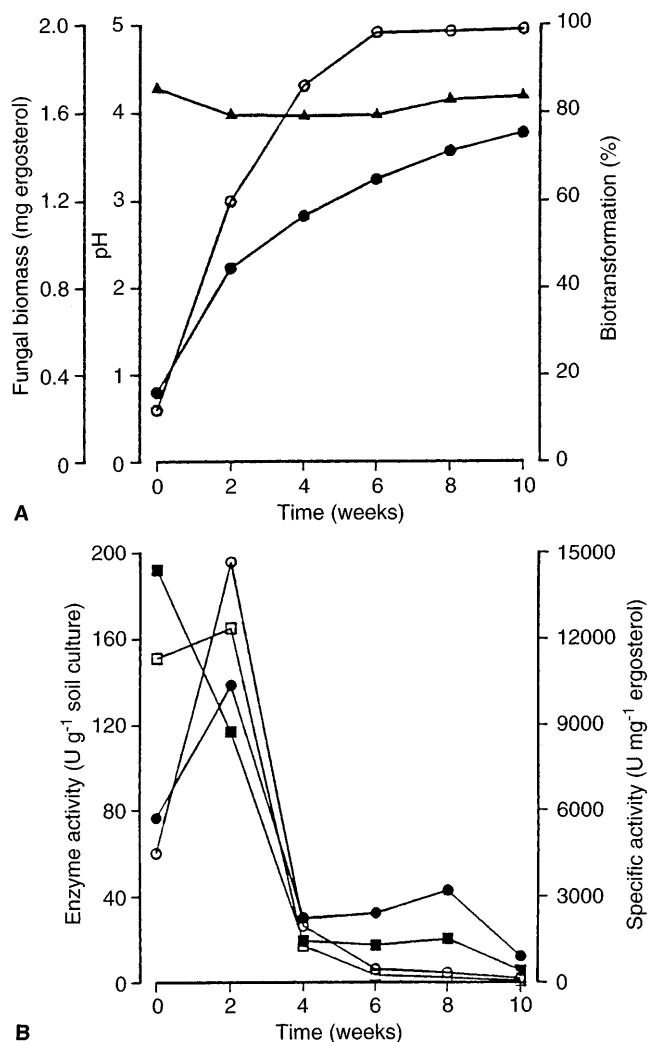 2.0
1.6
1.2
0.8
0.4
0
Fungal biomass (mg ergosterol)
5
4
3
2
1
0
pH
100
80
60
40
20
0
Biotransformation (%)
0 2 4 6 8 10
Time (weeks)
A
200
160
120
80
40
0
Enzyme activity (U g⁻¹ soil culture)
15000
12000
9000
6000
3000
0
Specific activity (U mg⁻¹ ergosterol)
0 2 4 6 8 10
Time (weeks)
B